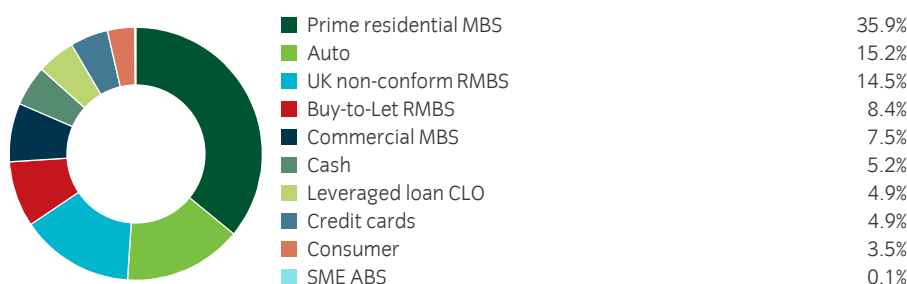 Prime residential MBS 35.9%
Auto 15.2%
UK non-conform RMBS 14.5%
Buy-to-Let RMBS 8.4%
Commercial MBS 7.5%
Cash 5.2%
Leveraged loan CLO 4.9%
Credit cards 4.9%
Consumer 3.5%
SME ABS 0.1%